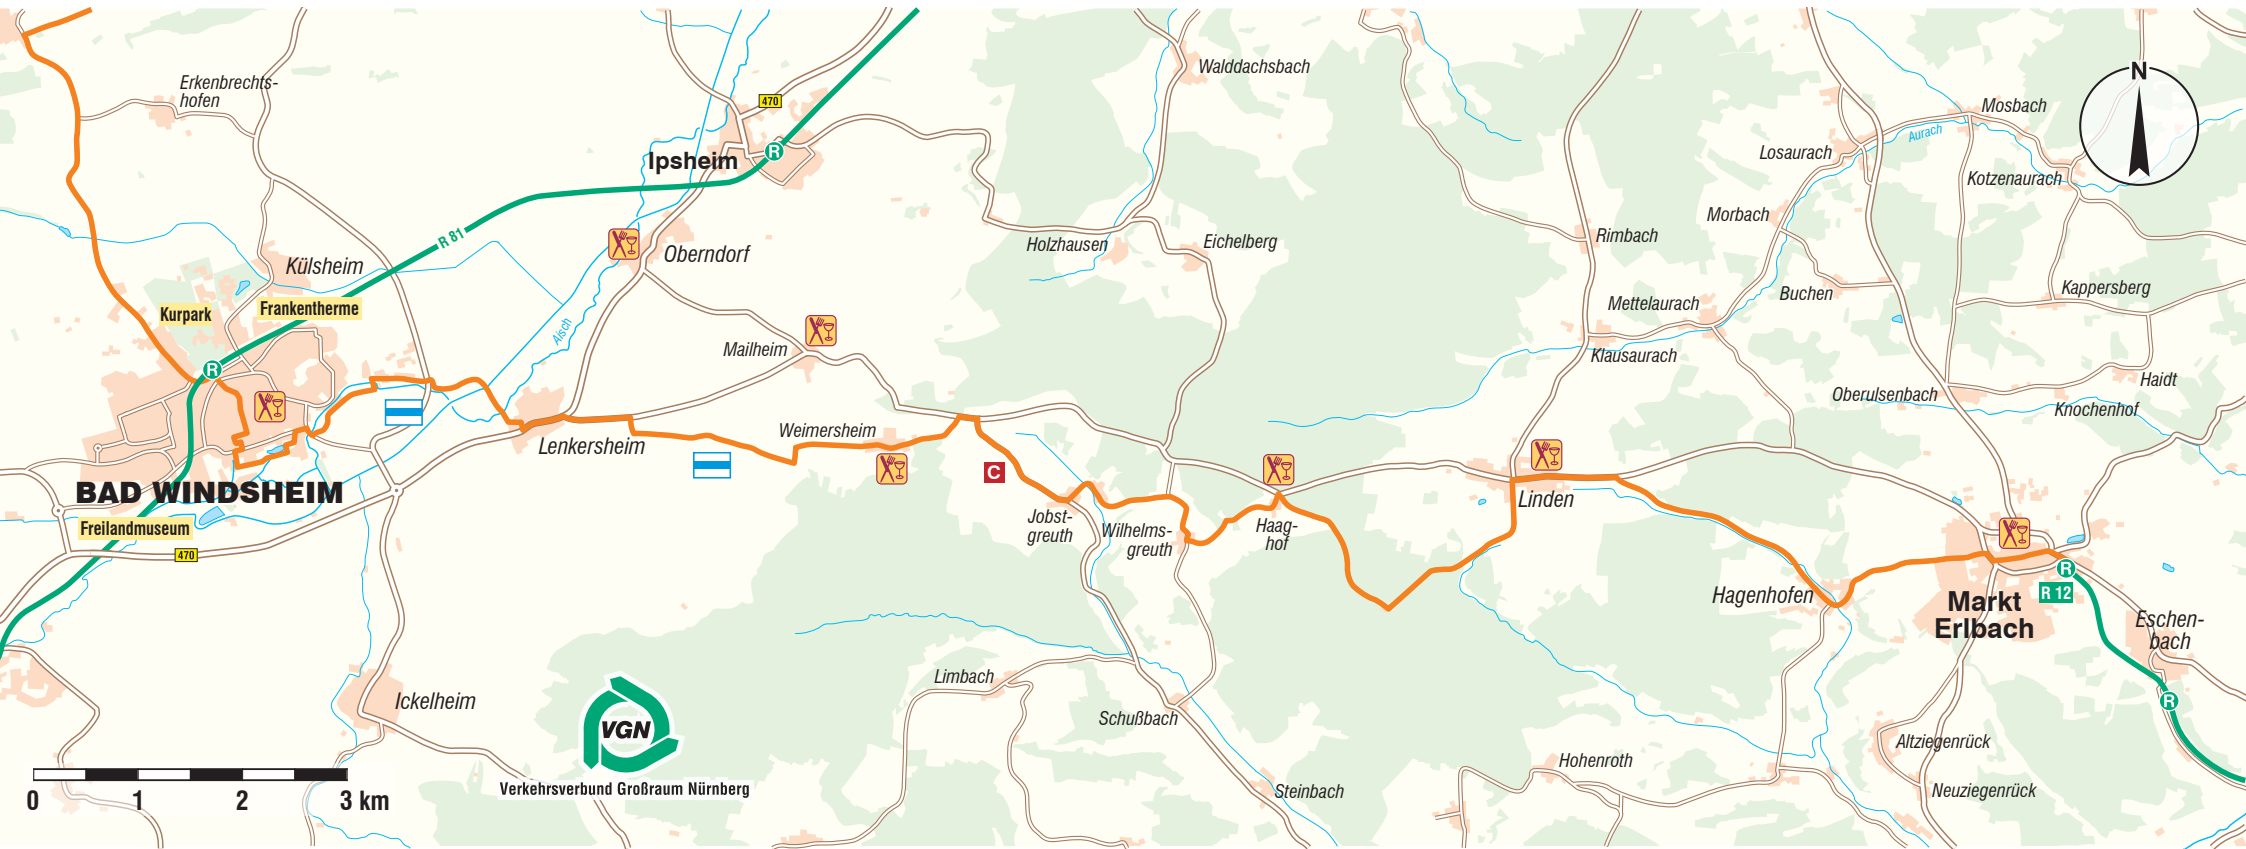 Erkenbrechts-
hofen
Walddachsbach
N
470
Mosbach
Aurach
Ipsheim
R
Losaurach
Kotzenaurach
Morbach
R 81
Rimbach
Holzhausen
Eichelberg
Oberndorf
Külsheim
Kappersberg
Buchen
Mettelaurach
Frankentherme
Kurpark
Aisch
Mailheim
Klausaurach
R
Haidt
Oberulsenbach
Knochenhof
Weimersheim
Lenkersheim
C
BAD WINDSHEIM
Linden
Jobst-
greuth
Wilhelms-
greuth
Haag-
hof
Freilandmuseum
470
R
R 12
Hagenhofen
Markt
Erlbach
Eschen-
bach
Limbach
Ickelheim
R
Schußbach
VGN
Altziegenrück
Hohenroth
Verkehrsverbund Großraum Nürnberg
Steinbach
Neuziegenrück
0 1 2 3 km